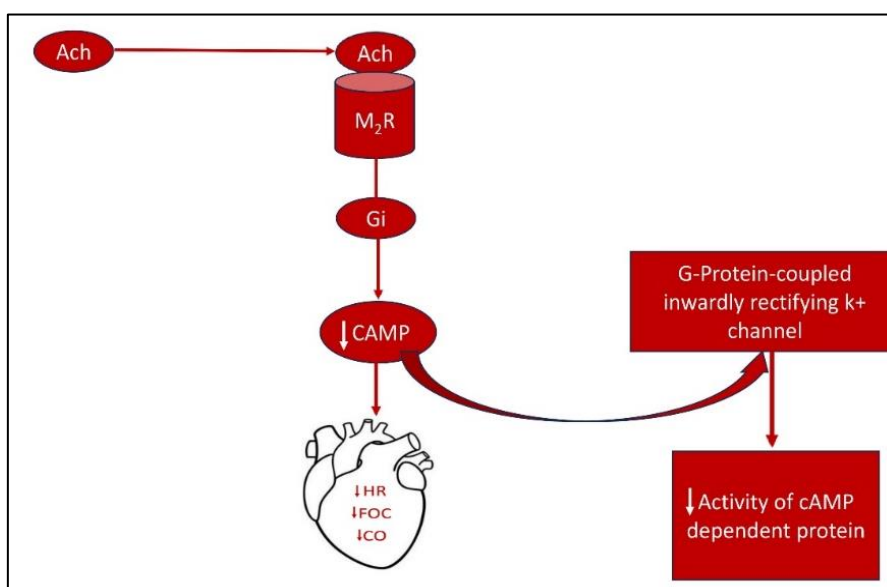 Ach
Ach
M₂R
Gi
↓CAMP
G-Protein-coupled
inwardly rectifying k+
channel
↓HR
↓FOC
↓CO
↓Activity of cAMP
dependent protein